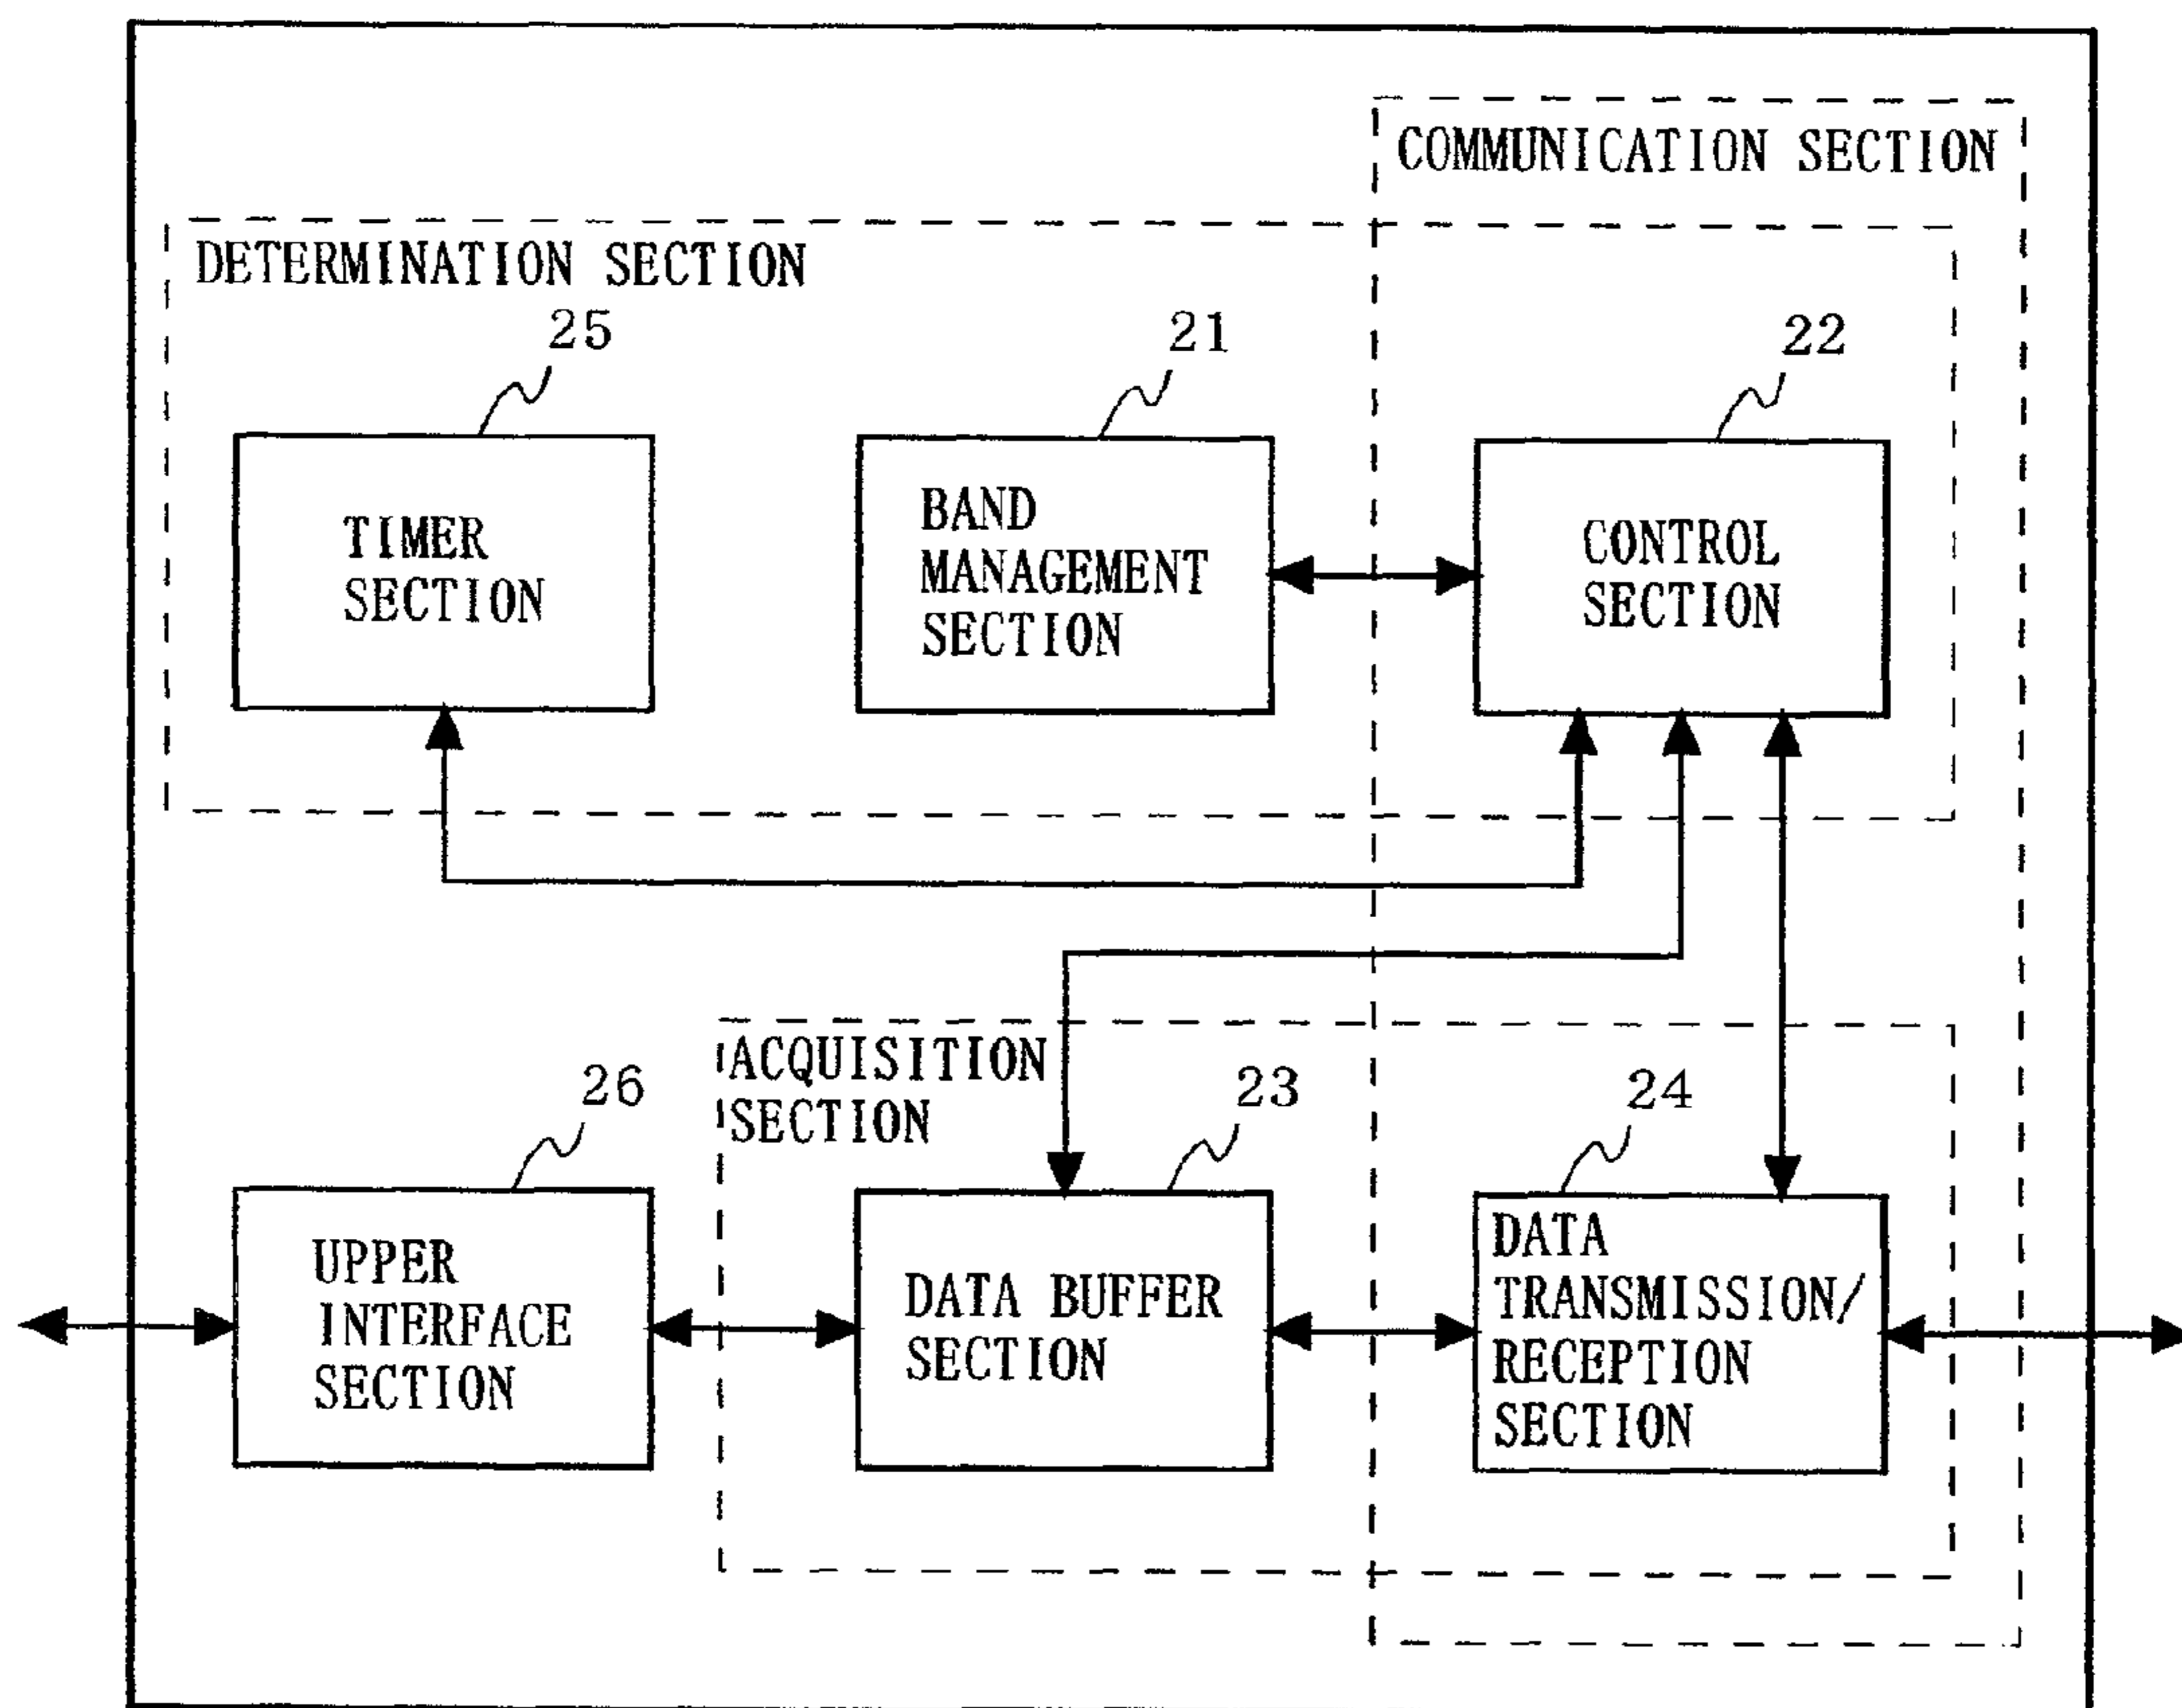 COMMUNICATION SECTION
DETERMINATION SECTION
25
21
22
TIMER
SECTION
BAND
MANAGEMENT
SECTION
CONTROL
SECTION
ACQUISITION
SECTION
26
23
24
UPPER
INTERFACE
SECTION
DATA BUFFER
SECTION
DATA
TRANSMISSION/
RECEPTION
SECTION